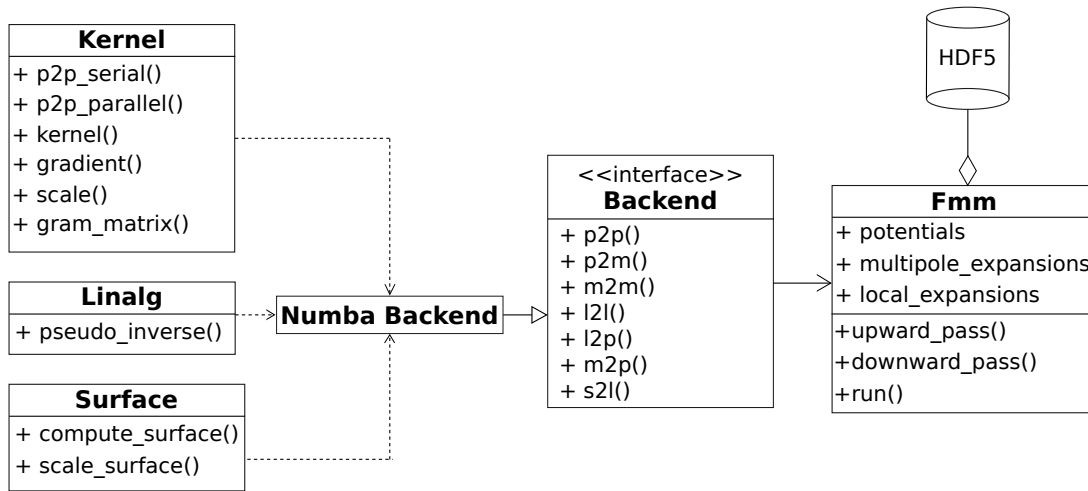 Kernel
+ p2p_serial()
+ p2p_parallel()
+ kernel()
+ gradient()
+ scale()
+ gram_matrix()
Linalg
+ pseudo_inverse()
Surface
+ compute_surface()
+ scale_surface()
Numba Backend
<<interface>>
Backend
+ p2p()
+ p2m()
+ m2m()
+ l2l()
+ l2p()
+ m2p()
+ s2l()
HDF5
Fmm
+ potentials
+ multipole_expansions
+ local_expansions
+upward_pass()
+downward_pass()
+run()